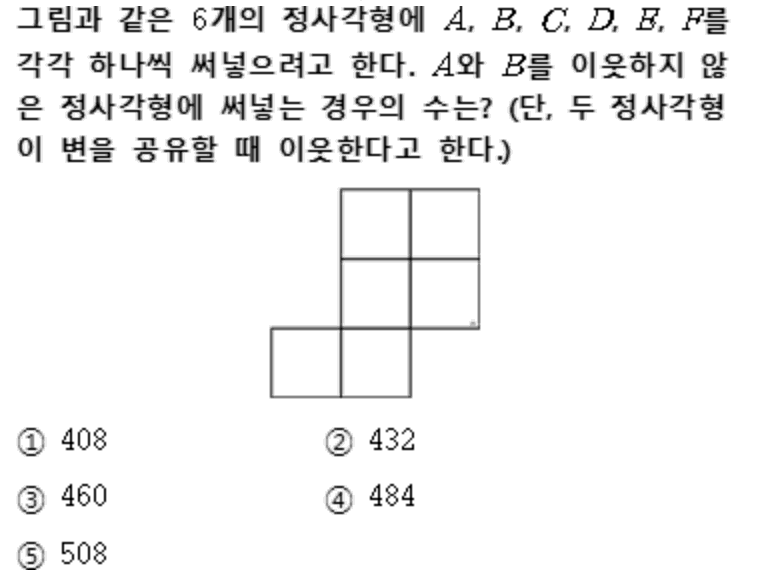 그림과 같은 6개의 정사각형에 A, B, C, D, E, F를
각각 하나씩 써넣으려고 한다. A와 B를 이웃하지 않
은 정사각형에 써넣는 경우의 수는? (단, 두 정사각형
이 변을 공유할 때 이웃한다고 한다.)
① 408 ② 432
③ 460 ④ 484
⑤ 508